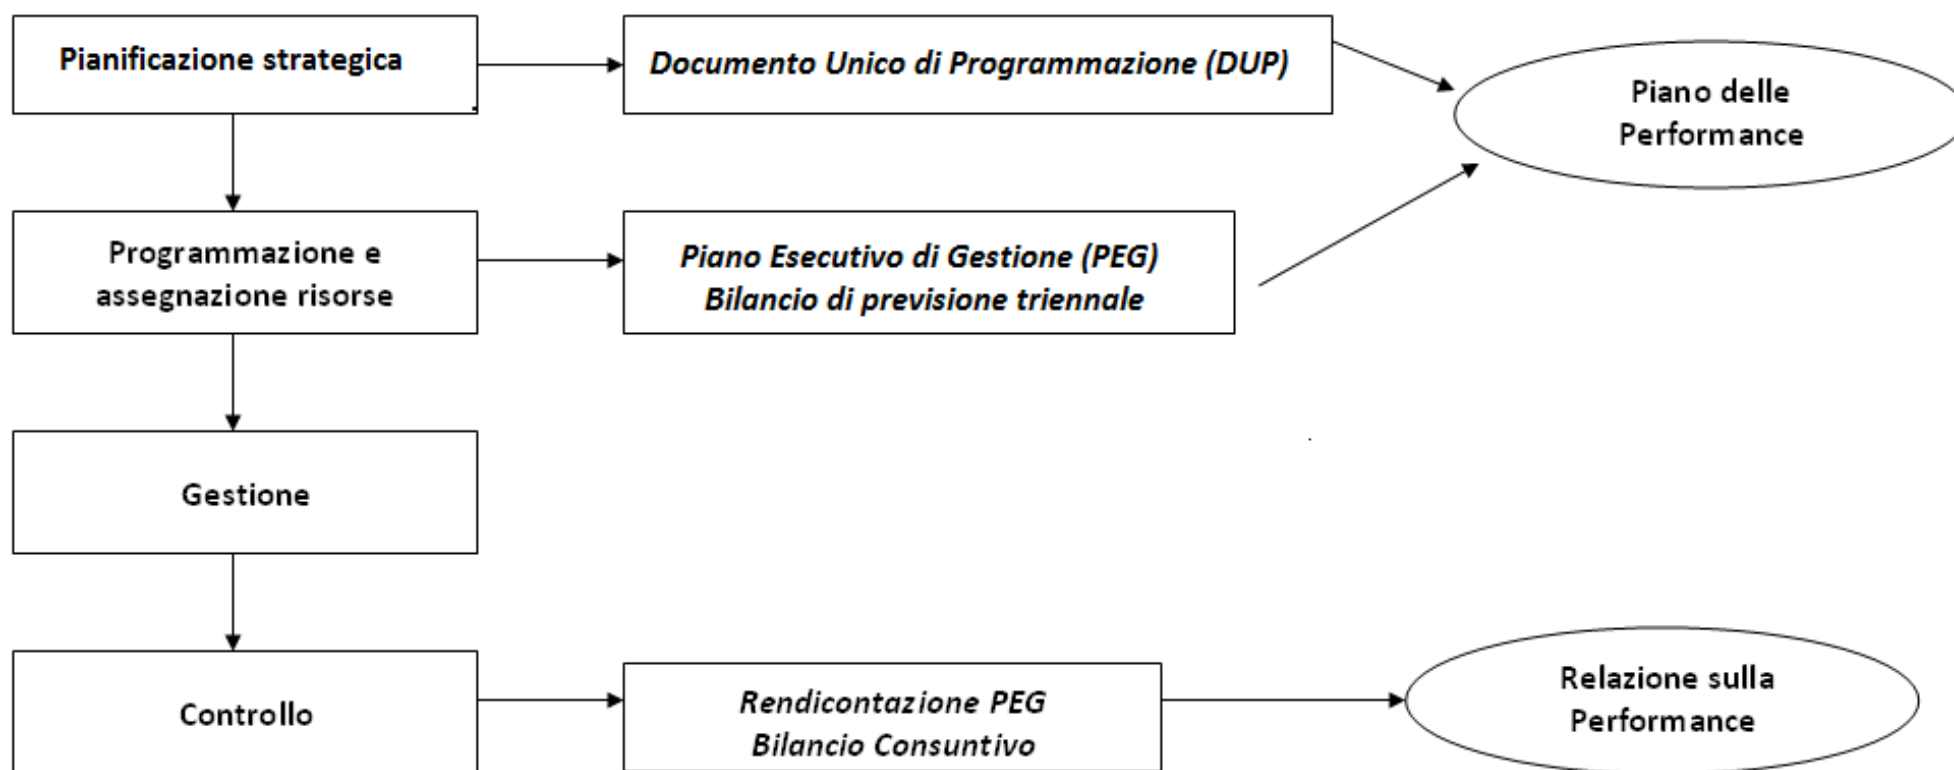 Pianificazione strategica
Documento Unico di Programmazione (DUP)
Piano delle
Performance
Programmazione e
assegnazione risorse
Piano Esecutivo di Gestione (PEG)
Bilancio di previsione triennale
Gestione
Controllo
Rendicontazione PEG
Bilancio Consuntivo
Relazione sulla
Performance